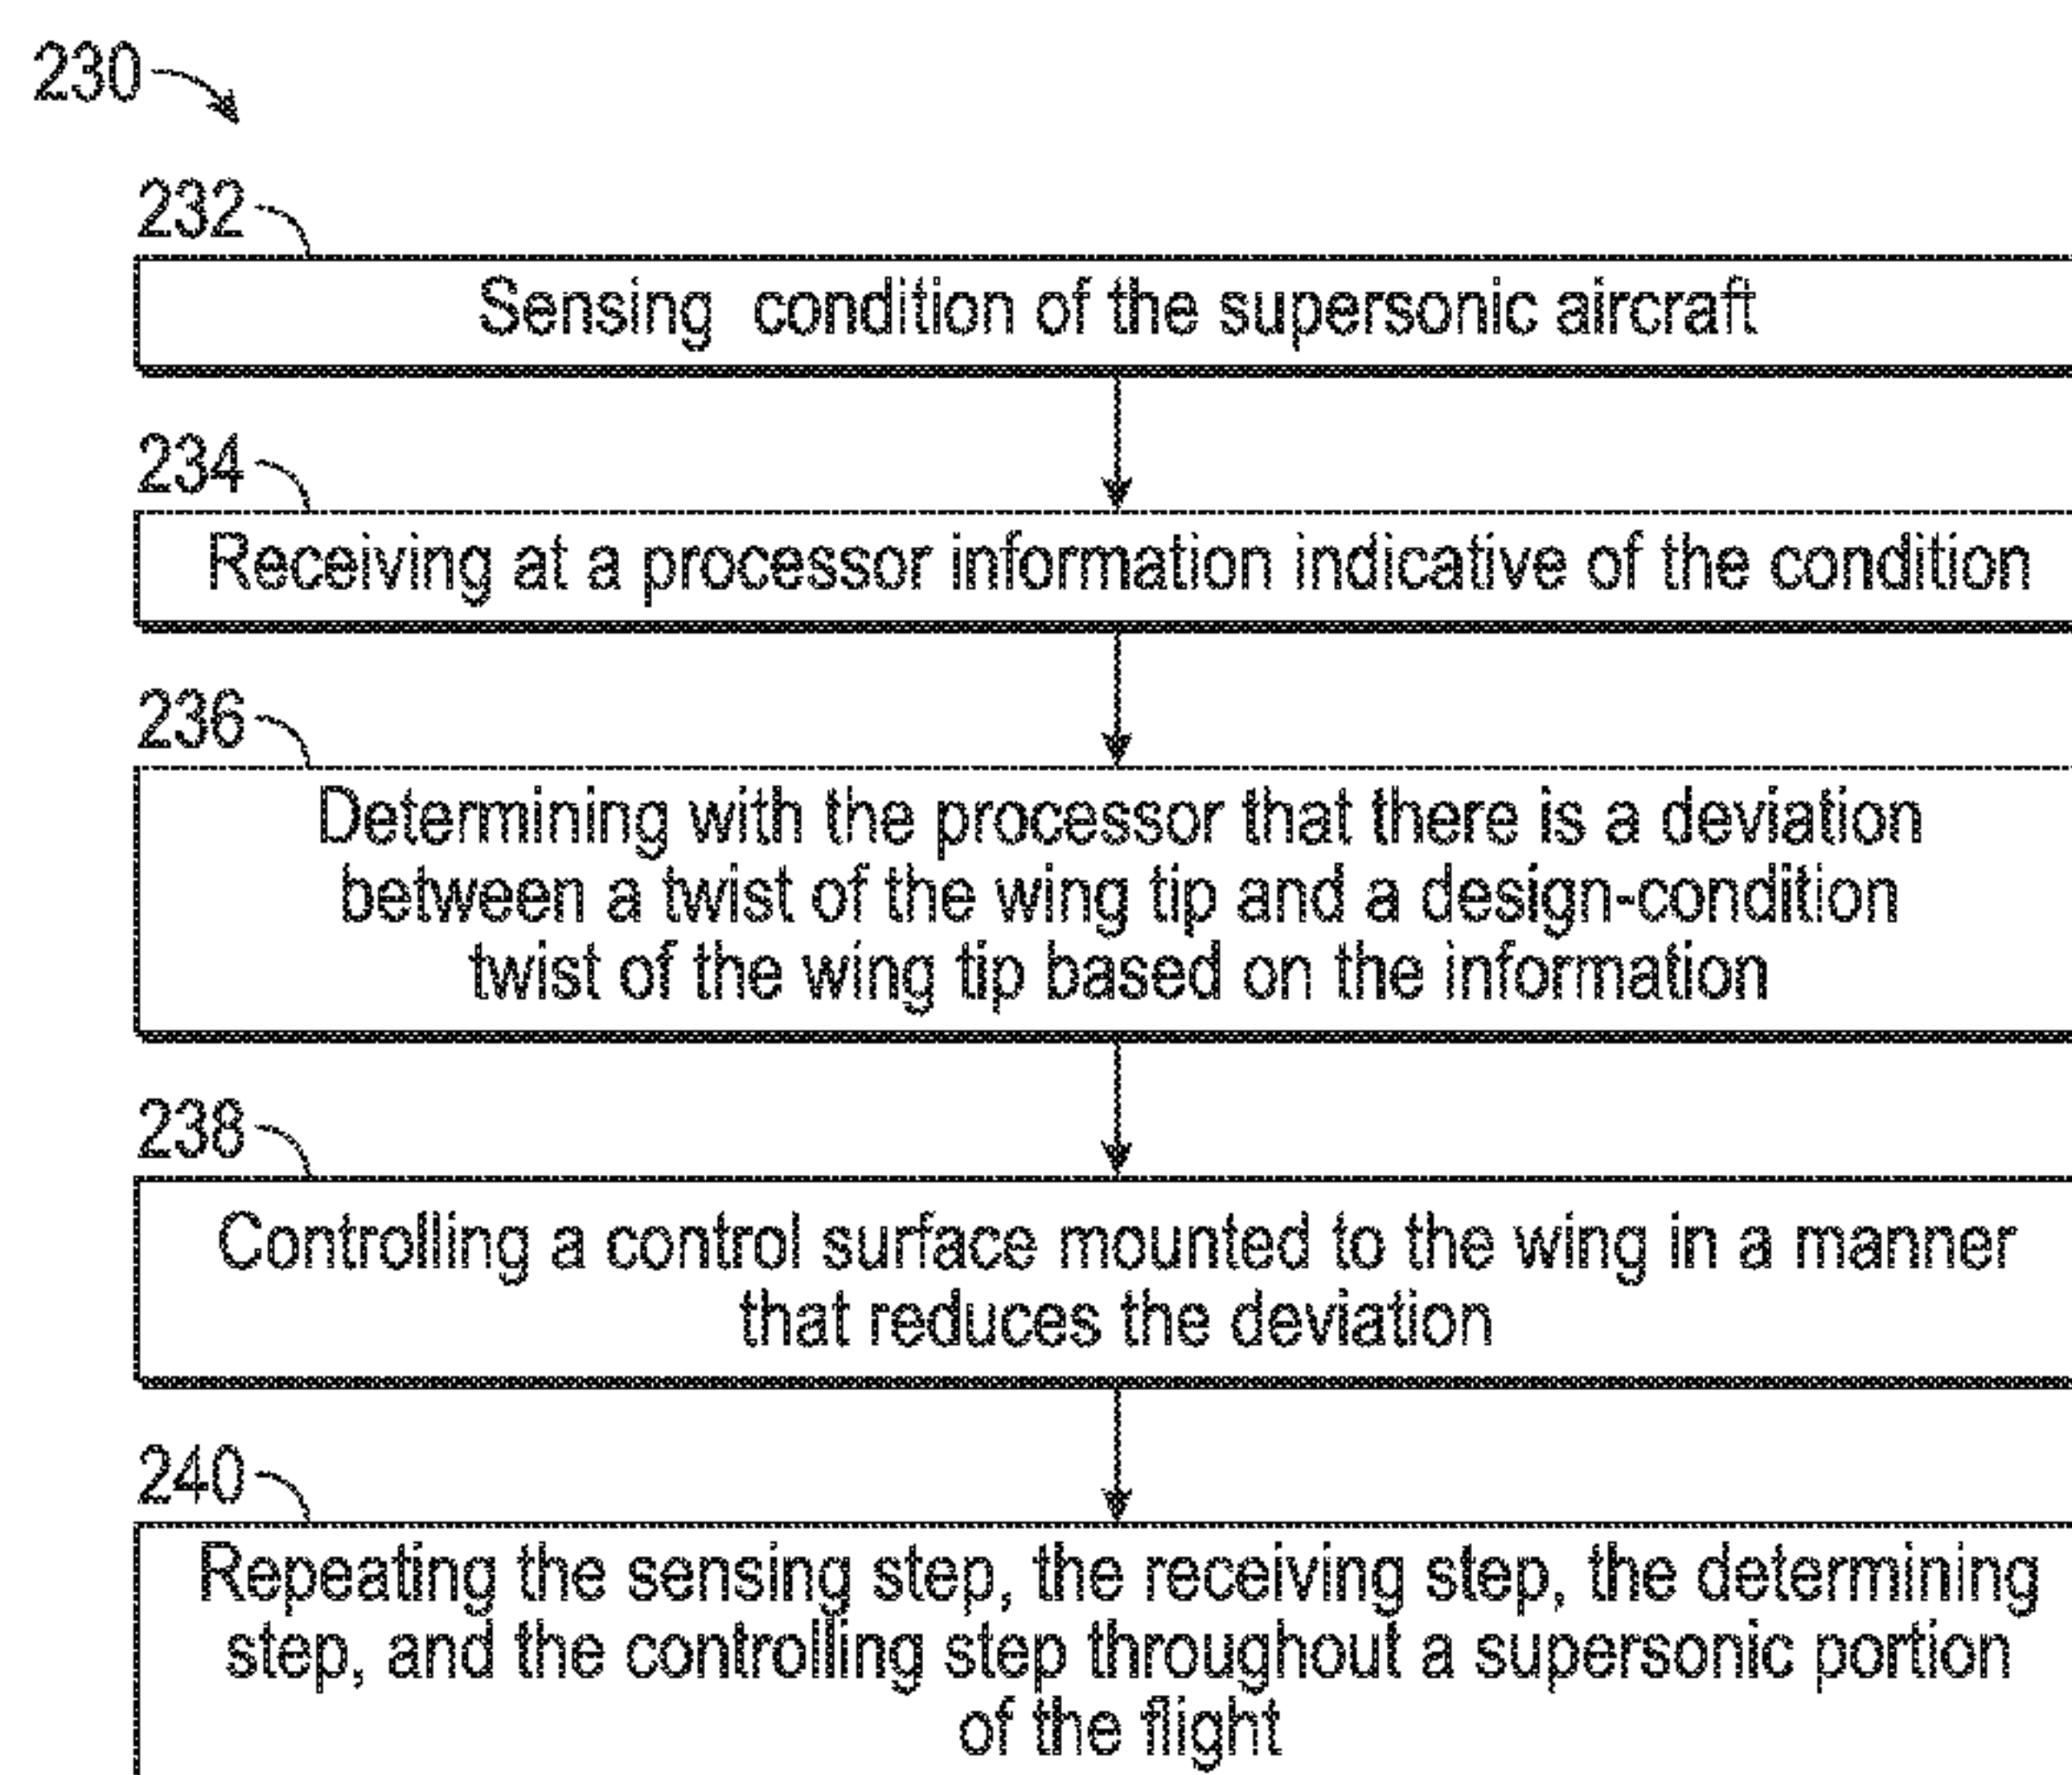 230
232
Sensing condition of the supersonic aircraft
234
Receiving at a processor information indicative of the condition
236
Determining with the processor that there is a deviation
between a twist of the wing tip and a design-condition
twist of the wing tip based on the information
238
Controlling a control surface mounted to the wing in a manner
that reduces the deviation
240
Repeating the sensing step, the receiving step, the determining
step, and the controlling step throughout a supersonic portion
of the flight